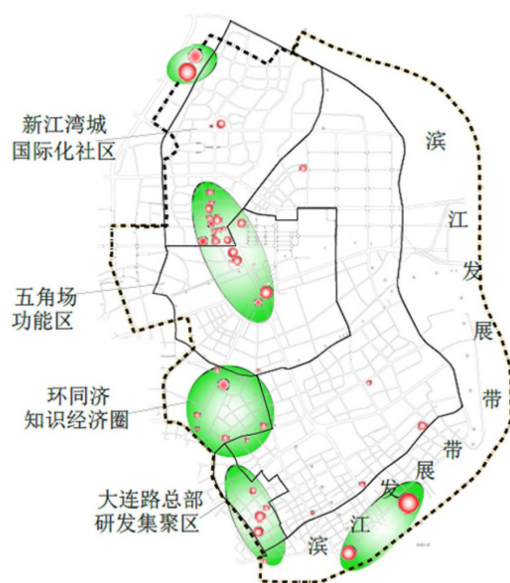 新江湾城
国际化社区
五角场
功能区
环同济
知识经济圈
大连路总部
研发集聚区
滨江发展带
滨江发展带